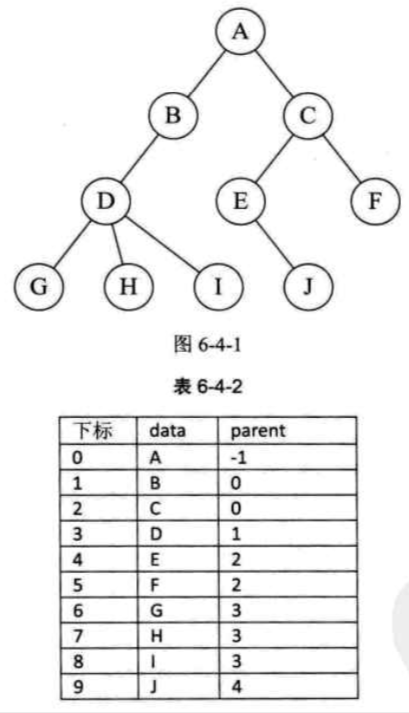 A
B C
D E F
G H I J
图 6-4-1
表 6-4-2
下标 data parent
0 A -1
1 B 0
2 C 0
3 D 1
4 E 2
5 F 2
6 G 3
7 H 3
8 I 3
9 J 4